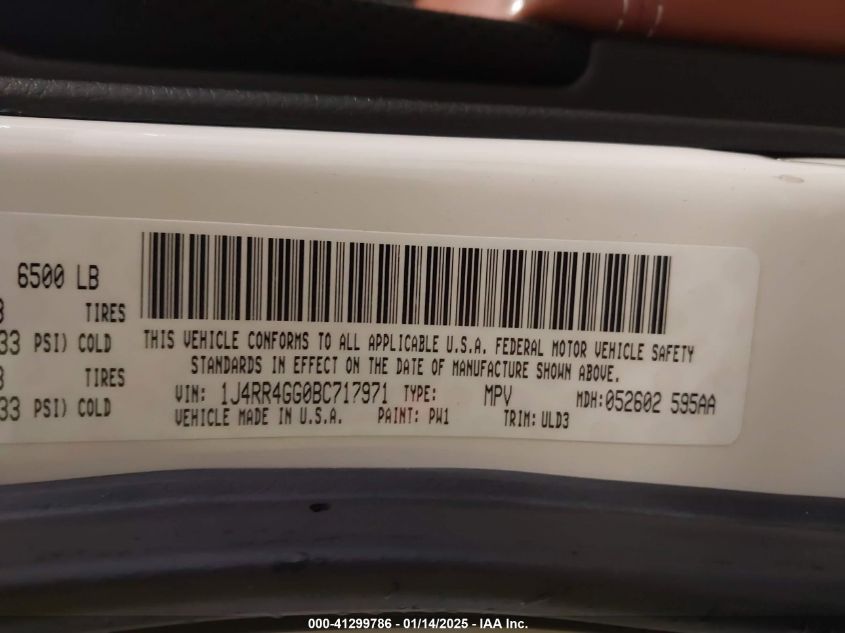 6500 LB
TIRES
33 PSI) COLD
TIRES
33 PSI) COLD
THIS VEHICLE CONFORMS TO ALL APPLICABLE U.S.A. FEDERAL MOTOR VEHICLE SAFETY
STANDARDS IN EFFECT ON THE DATE OF MANUFACTURE SHOWN ABOVE.
VIN: 1J4RR4GG0BC717971 TYPE: MPV MDH:052602 595AA
VEHICLE MADE IN U.S.A. PAINT: PW1 TRIM:ULD3
000-41299786 - 01/14/2025 - IAA Inc.